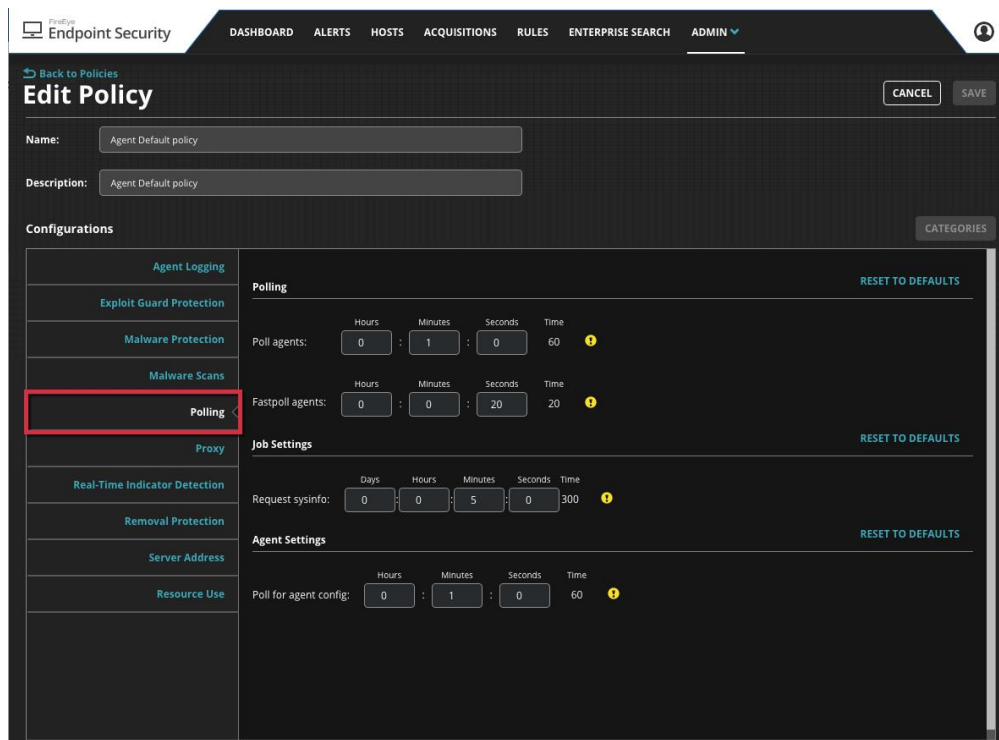 FireEye
Endpoint Security
DASHBOARD ALERTS HOSTS ACQUISITIONS RULES ENTERPRISE SEARCH ADMIN
Back to Policies
Edit Policy
CANCEL SAVE
Name: Agent Default policy
Description: Agent Default policy
Configurations
CATEGORIES
Agent Logging
Exploit Guard Protection
Malware Protection
Malware Scans
Polling
Proxy
Real-Time Indicator Detection
Removal Protection
Server Address
Resource Use
Polling RESET TO DEFAULTS
Hours Minutes Seconds Time
Poll agents: 0 : 1 : 0 60
Hours Minutes Seconds Time
Fastpoll agents: 0 : 0 : 20 20
Job Settings RESET TO DEFAULTS
Days Hours Minutes Seconds Time
Request sysinfo: 0 : 0 : 5 : 0 300
Agent Settings RESET TO DEFAULTS
Hours Minutes Seconds Time
Poll for agent config: 0 : 1 : 0 60